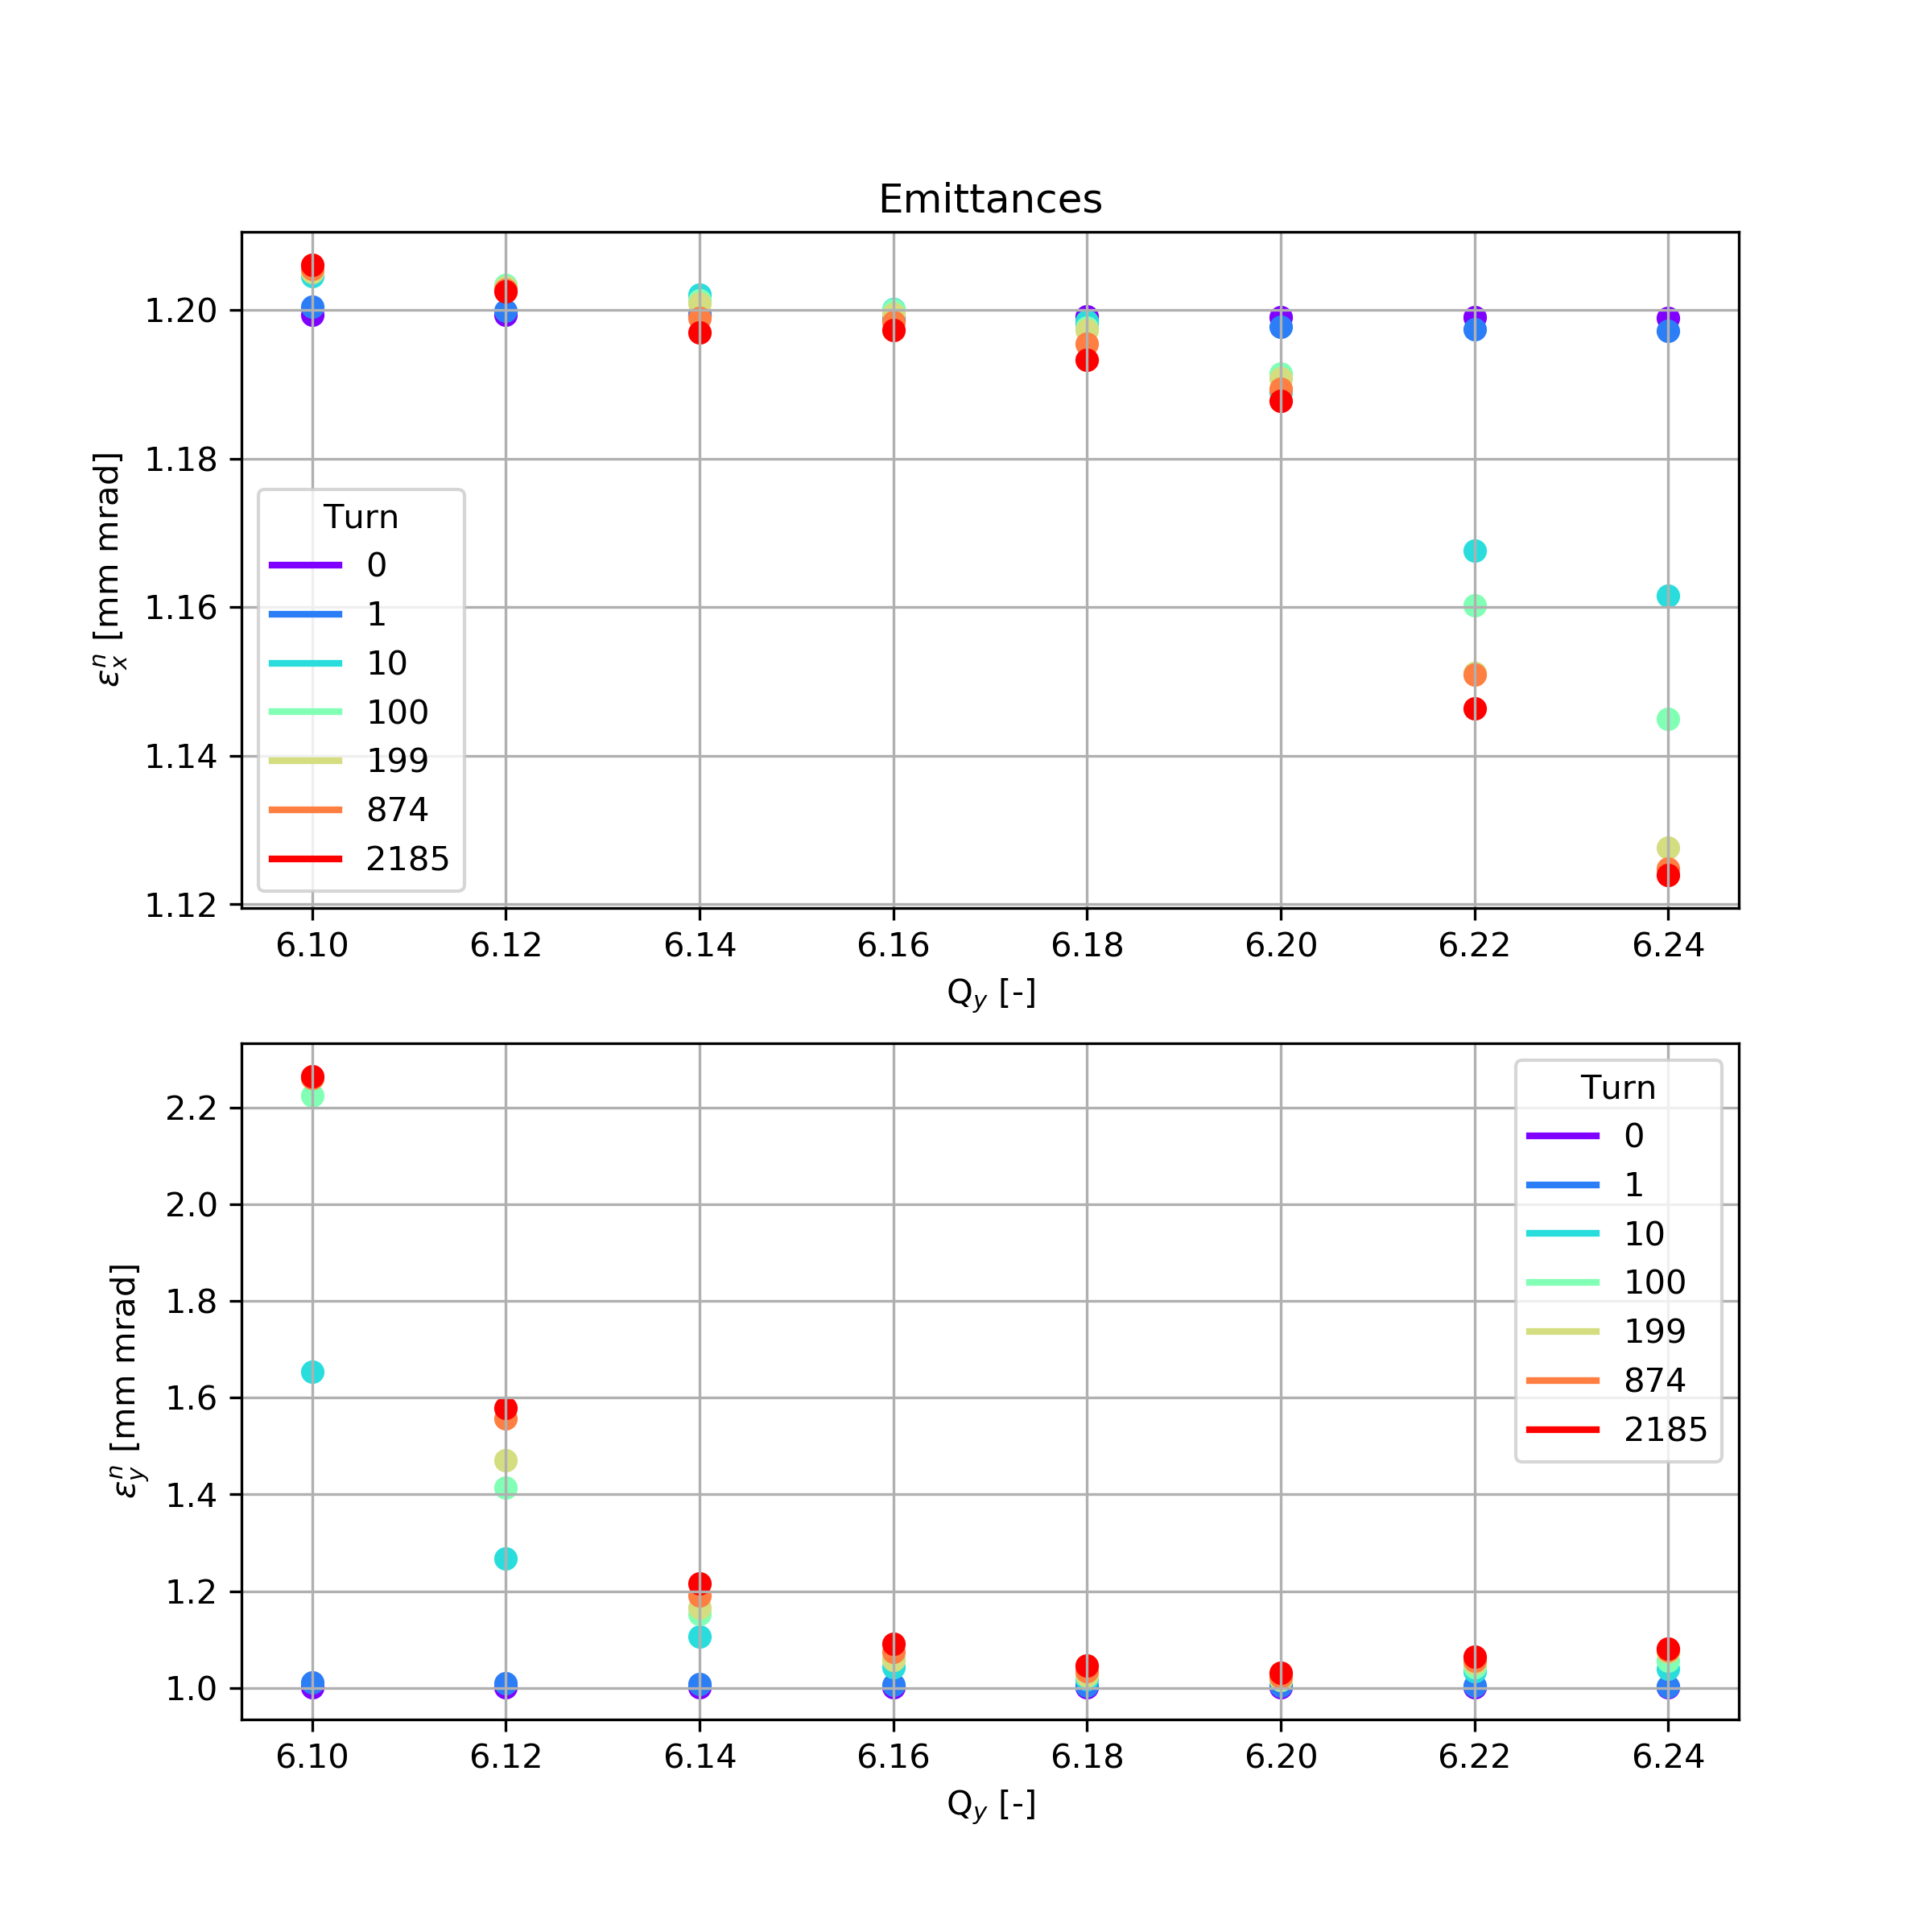 Emittances
1.20
1.18
1.16
1.14
1.12
εₓⁿ [mm mrad]
Turn
0
1
10
100
199
874
2185
6.10 6.12 6.14 6.16 6.18 6.20 6.22 6.24
Q_y [-]
2.2
2.0
1.8
1.6
1.4
1.2
1.0
ε_yⁿ [mm mrad]
Turn
0
1
10
100
199
874
2185
6.10 6.12 6.14 6.16 6.18 6.20 6.22 6.24
Q_y [-]